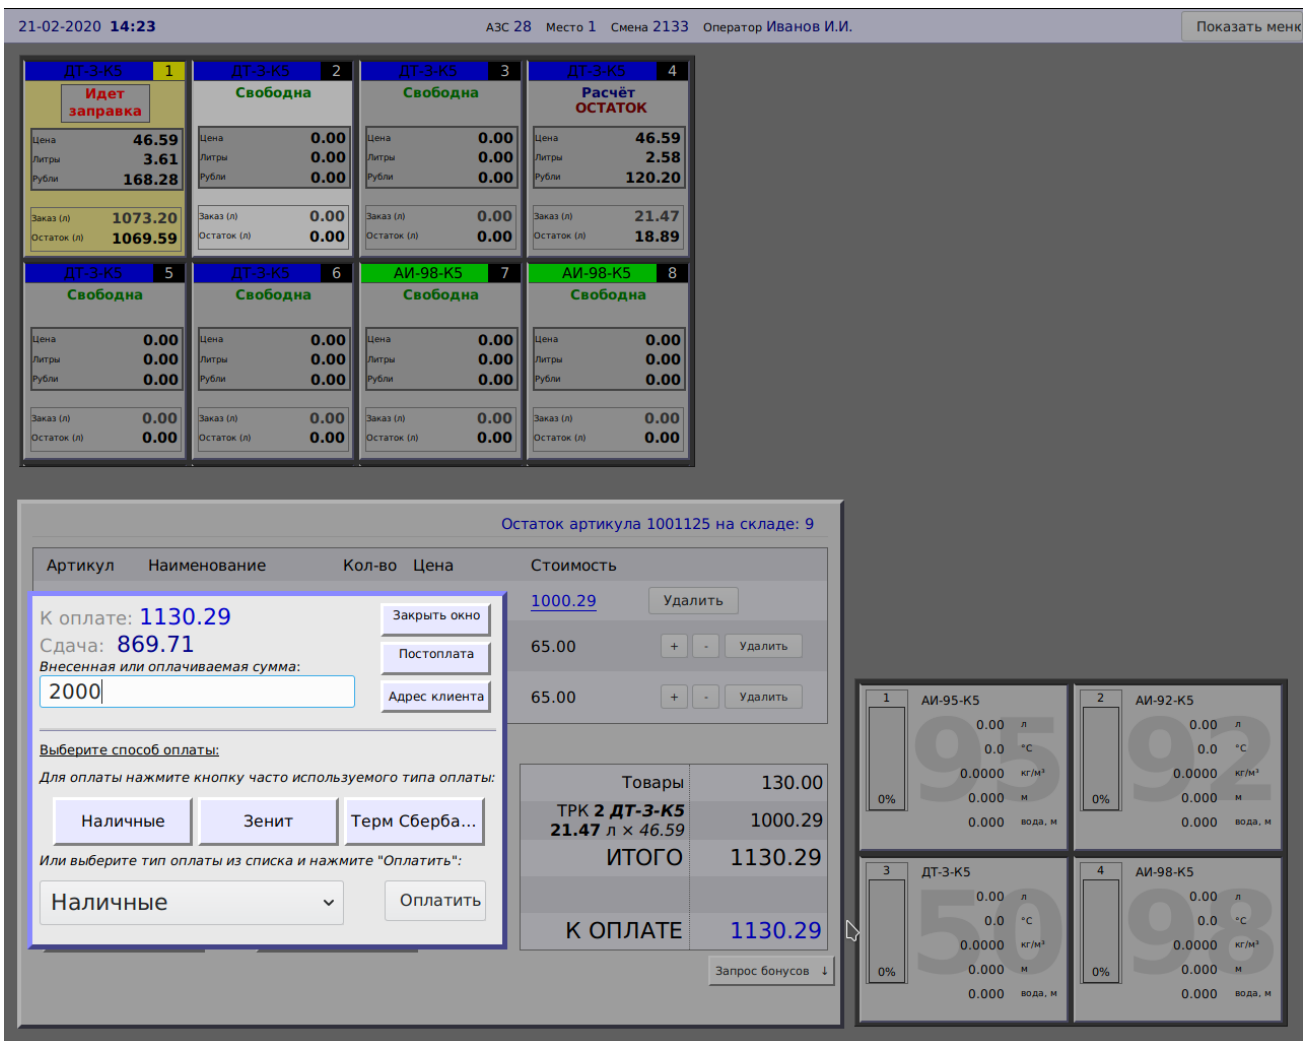 21-02-2020 14:23 АЗС 28 Место 1 Смена 2133 Оператор Иванов И.И. Показать меню
ДТ-3-К5 1
Идет
заправка
Цена 46.59
Литры 3.61
Рубли 168.28
Заказ (л) 1073.20
Остаток (л) 1069.59
ДТ-3-К5 2
Свободна
Цена 0.00
Литры 0.00
Рубли 0.00
Заказ (л) 0.00
Остаток (л) 0.00
ДТ-3-К5 3
Свободна
Цена 0.00
Литры 0.00
Рубли 0.00
Заказ (л) 0.00
Остаток (л) 0.00
ДТ-3-К5 4
Расчёт
ОСТАТОК
Цена 46.59
Литры 2.58
Рубли 120.20
Заказ (л) 21.47
Остаток (л) 18.89
ДТ-3-К5 5
Свободна
Цена 0.00
Литры 0.00
Рубли 0.00
Заказ (л) 0.00
Остаток (л) 0.00
ДТ-3-К5 6
Свободна
Цена 0.00
Литры 0.00
Рубли 0.00
Заказ (л) 0.00
Остаток (л) 0.00
АИ-98-К5 7
Свободна
Цена 0.00
Литры 0.00
Рубли 0.00
Заказ (л) 0.00
Остаток (л) 0.00
АИ-98-К5 8
Свободна
Цена 0.00
Литры 0.00
Рубли 0.00
Заказ (л) 0.00
Остаток (л) 0.00
Остаток артикула 1001125 на складе: 9
Артикул Наименование Кол-во Цена Стоимость
1000.29 Удалить
65.00 + - Удалить
65.00 + - Удалить
К оплате: 1130.29
Сдача: 869.71
Внесенная или оплачиваемая сумма:
2000
Закрыть окно
Постоплата
Адрес клиента
Выберите способ оплаты:
Для оплаты нажмите кнопку часто используемого типа оплаты:
Наличные Зенит Терм Сберба...
Или выберите тип оплаты из списка и нажмите "Оплатить":
Наличные Оплатить
Товары 130.00
ТРК 2 ДТ-3-К5
21.47 л × 46.59 1000.29
ИТОГО 1130.29
К ОПЛАТЕ 1130.29
Запрос бонусов ↓
1 АИ-95-К5
95
0.00 л
0.0 °C
0.0000 кг/м³
0% 0.000 м
0.000 вода, м
2 АИ-92-К5
92
0.00 л
0.0 °C
0.0000 кг/м³
0% 0.000 м
0.000 вода, м
3 ДТ-3-К5
50
0.00 л
0.0 °C
0.0000 кг/м³
0% 0.000 м
0.000 вода, м
4 АИ-98-К5
98
0.00 л
0.0 °C
0.0000 кг/м³
0% 0.000 м
0.000 вода, м